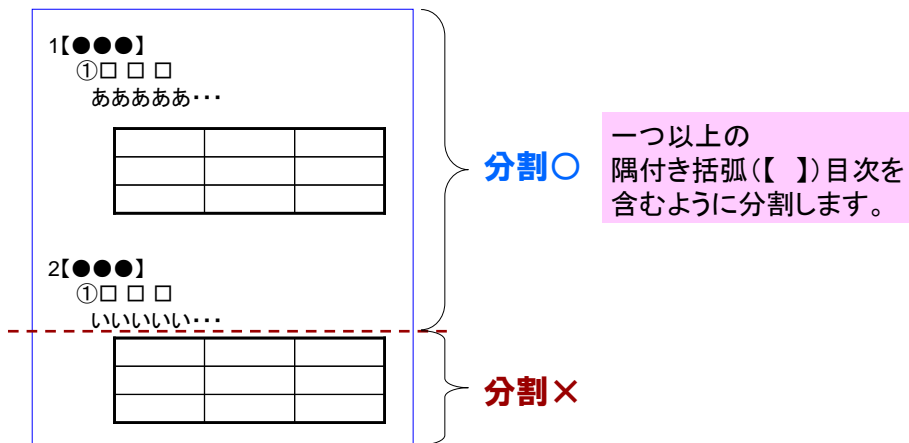 1【●●●】
①□ □ □
あああああ･･･
2【●●●】
①□ □ □
いいいいい･･･
分割○
一つ以上の
隅付き括弧(【 】)目次を
含むように分割します。
分割×